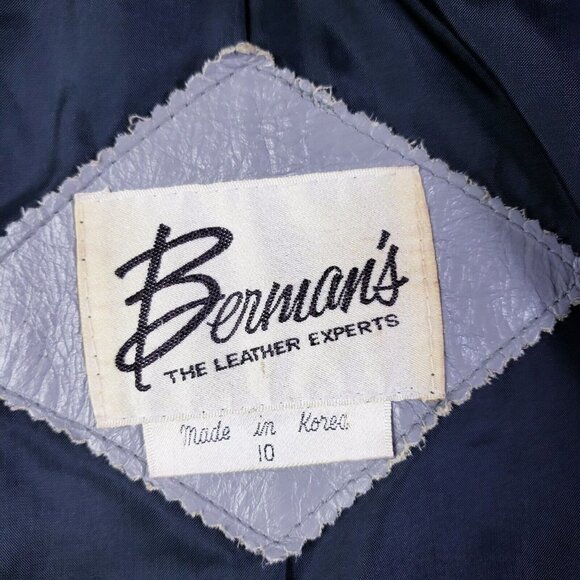 Berman's
THE LEATHER EXPERTS
Made in Korea
10